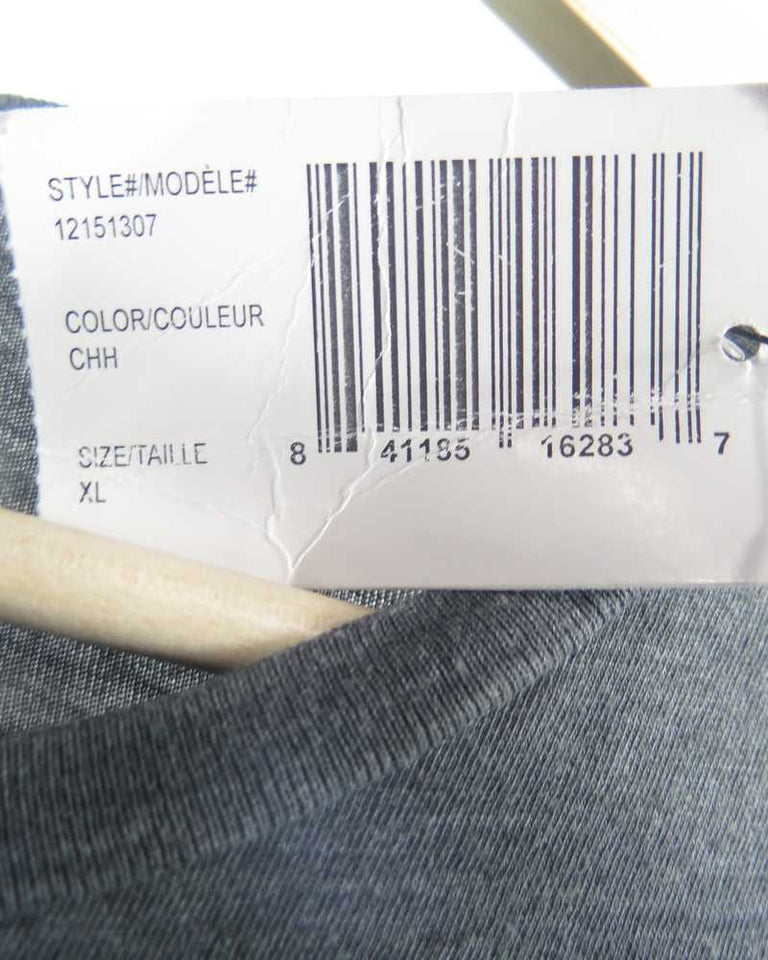 STYLE#/MODÈLE#
12151307
COLOR/COULEUR
CHH
SIZE/TAILLE
XL
8 41185 16283 7